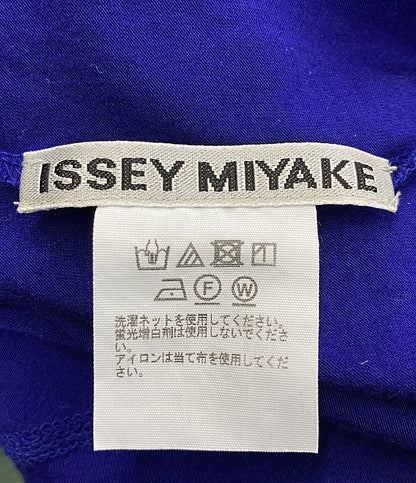 ISSEY MIYAKE
F W
洗濯ネットを使用してください。
蛍光増白剤は使用しないでください。
アイロンは当て布を使用してください。